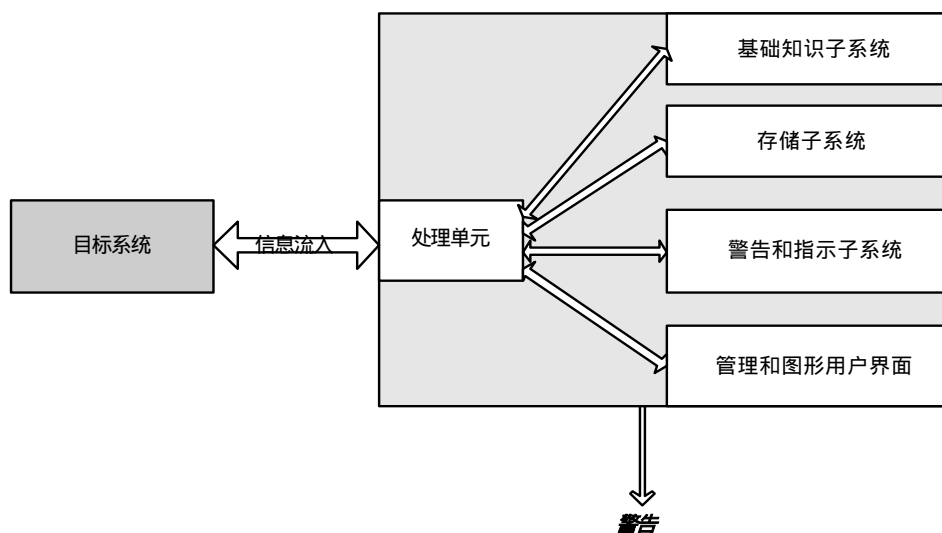 基础知识子系统
存储子系统
目标系统
信息流入
处理单元
警告和指示子系统
管理和图形用户界面
警告